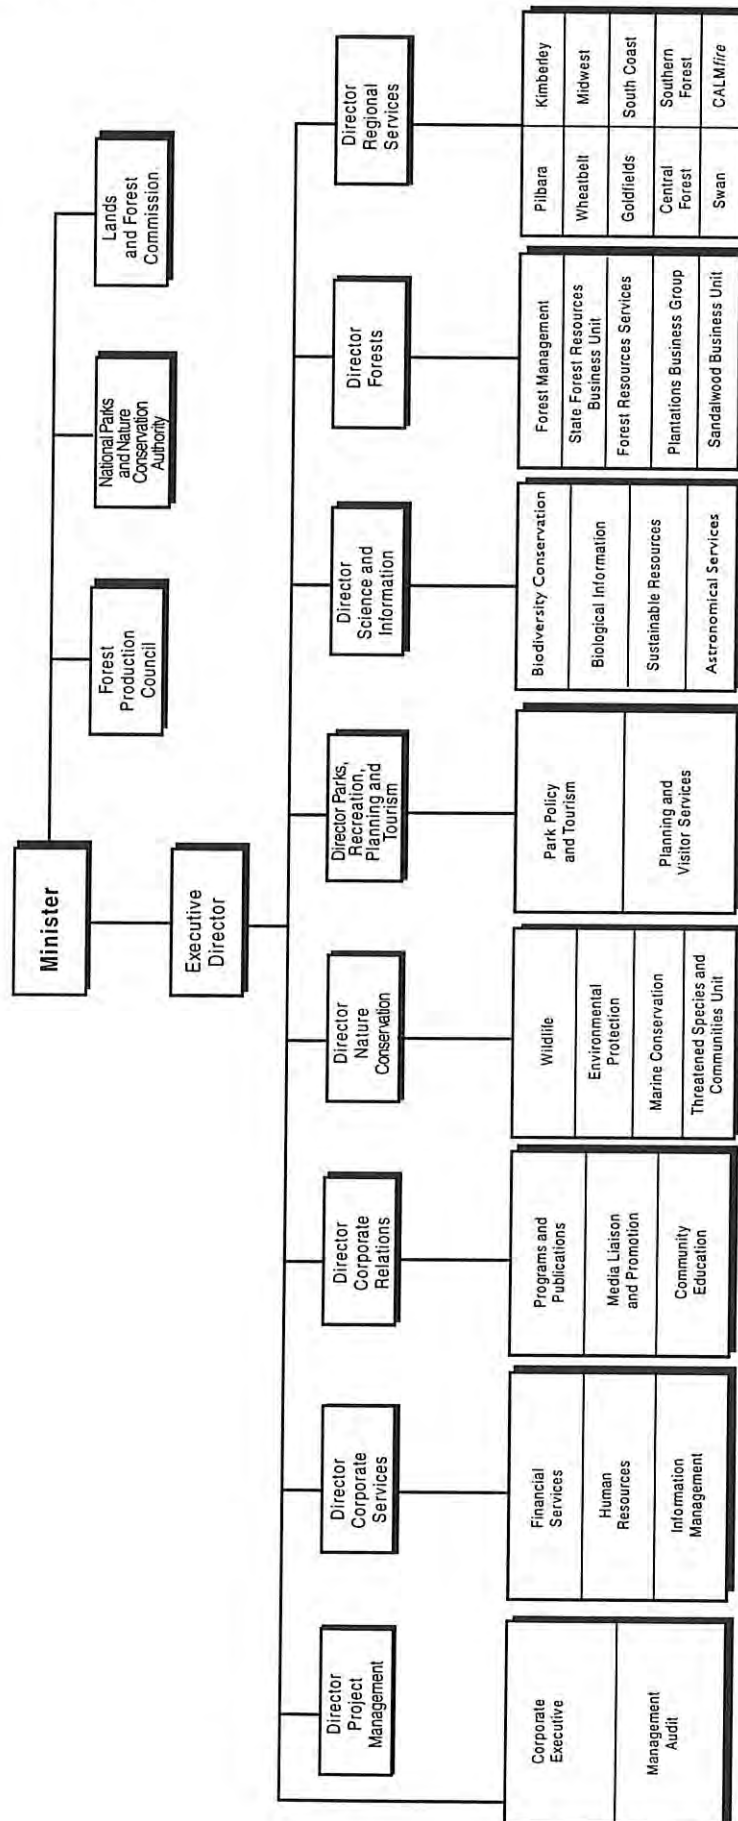 Minister
Executive
Director
Forest
Production
Council
National Parks
and Nature
Conservation
Authority
Lands
and Forest
Commission
Director
Project
Management
Director
Corporate
Services
Director
Corporate
Relations
Director
Nature
Conservation
Director Parks,
Recreation,
Planning and
Tourism
Director
Science and
Information
Director
Forests
Director
Regional
Services
Corporate
Executive
Management
Audit
Financial
Services
Human
Resources
Information
Management
Programs and
Publications
Media Liaison
and Promotion
Community
Education
Wildlife
Environmental
Protection
Marine Conservation
Threatened Species and
Communities Unit
Park Policy
and Tourism
Planning and
Visitor Services
Biodiversity Conservation
Biological Information
Sustainable Resources
Astronomical Services
Forest Management
State Forest Resources
Business Unit
Forest Resources Services
Plantations Business Group
Sandalwood Business Unit
Pilbara
Kimberley
Wheatbelt
Midwest
Goldfields
South Coast
Central
Forest
Southern
Forest
Swan
CALMfire